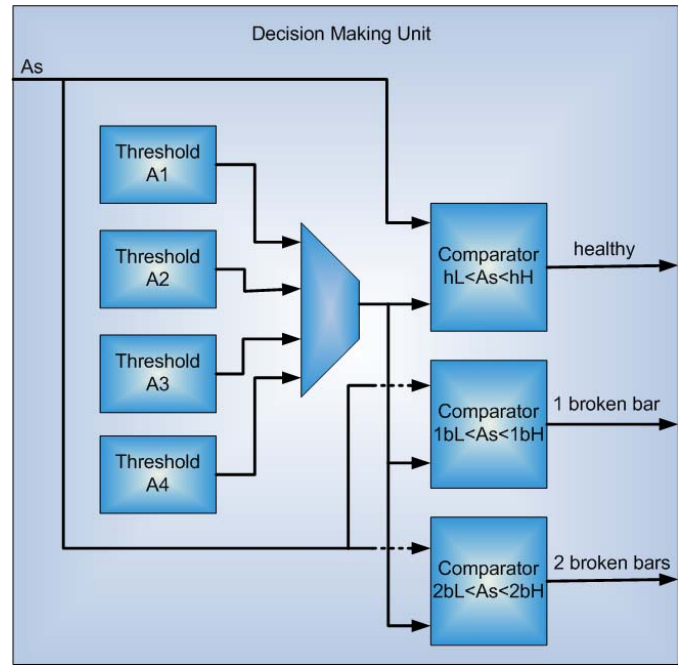 Decision Making Unit
As
Threshold
A1
Threshold
A2
Threshold
A3
Threshold
A4
Comparator
hL<As<hH
healthy
Comparator
1bL<As<1bH
1 broken bar
Comparator
2bL<As<2bH
2 broken bars